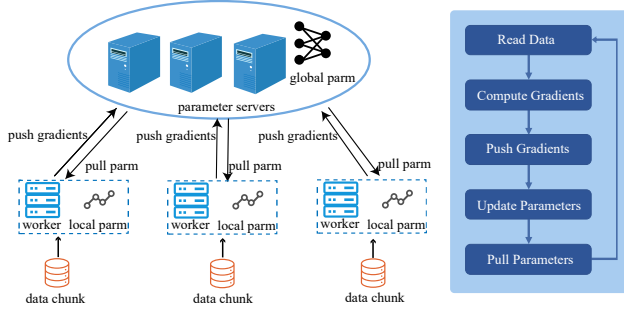 global parm
parameter servers
push gradients
pull parm
push gradients
pull parm
push gradients
pull parm
worker local parm
worker local parm
worker local parm
data chunk
data chunk
data chunk
Read Data
Compute Gradients
Push Gradients
Update Parameters
Pull Parameters